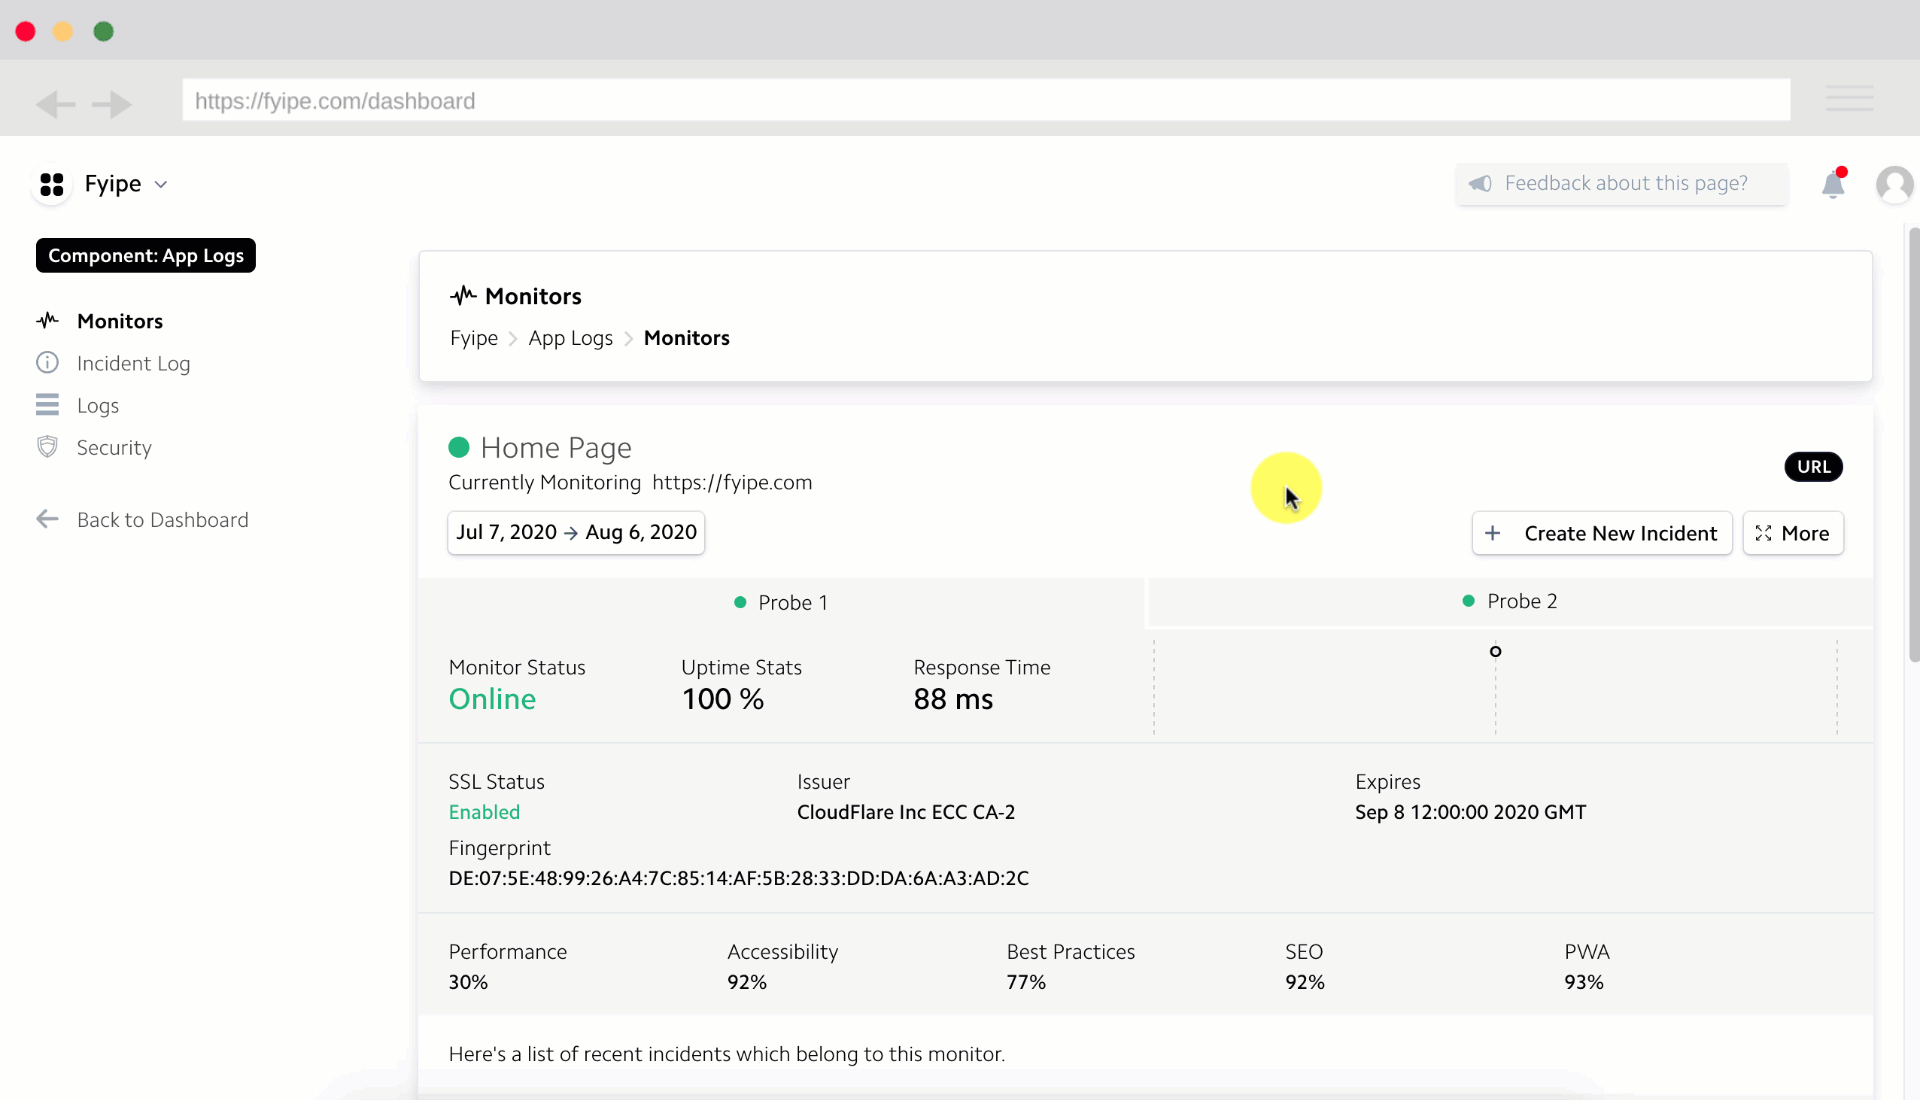 https://fyipe.com/dashboard
Fyipe
Feedback about this page?
Component: App Logs
Monitors
Incident Log
Logs
Security
Back to Dashboard
Monitors
Fyipe App Logs Monitors
Home Page
Currently Monitoring https://fyipe.com
URL
Jul 7, 2020 → Aug 6, 2020
+ Create New Incident
More
Probe 1
Probe 2
Monitor Status Uptime Stats Response Time
Online 100 % 88 ms
SSL Status Issuer Expires
Enabled CloudFlare Inc ECC CA-2 Sep 8 12:00:00 2020 GMT
Fingerprint
DE:07:5E:48:99:26:A4:7C:85:14:AF:5B:28:33:DD:DA:6A:A3:AD:2C
Performance Accessibility Best Practices SEO PWA
30% 92% 77% 92% 93%
Here's a list of recent incidents which belong to this monitor.